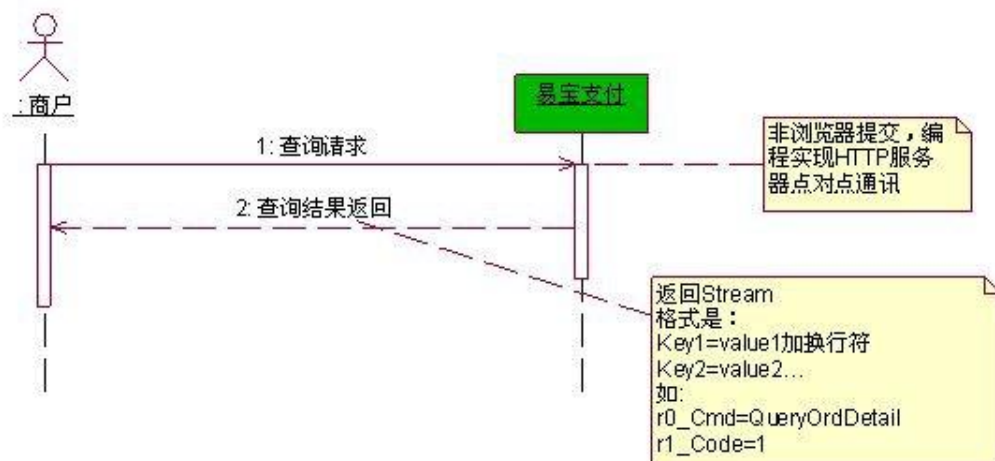 : 商户
易宝支付
1: 查询请求
非浏览器提交，编
程实现HTTP服务
器点对点通讯
2: 查询结果返回
返回Stream
格式是：
Key1=value1加换行符
Key2=value2...
如:
r0_Cmd=QueryOrdDetail
r1_Code=1